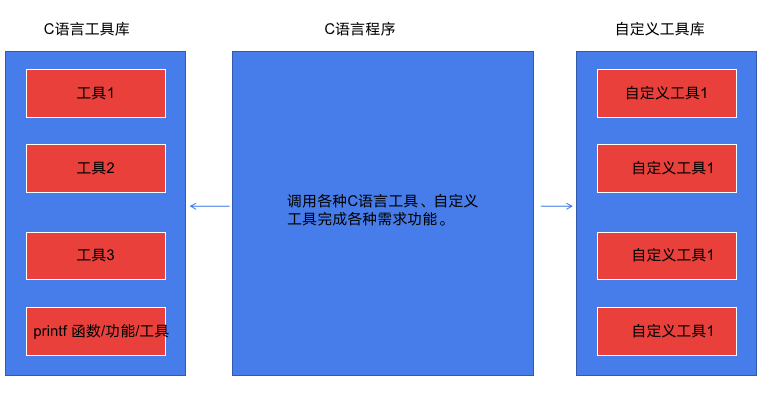 C语言工具库
工具1
工具2
工具3
printf 函数/功能/工具
C语言程序
调用各种C语言工具、自定义
工具完成各种需求功能。
自定义工具库
自定义工具1
自定义工具1
自定义工具1
自定义工具1